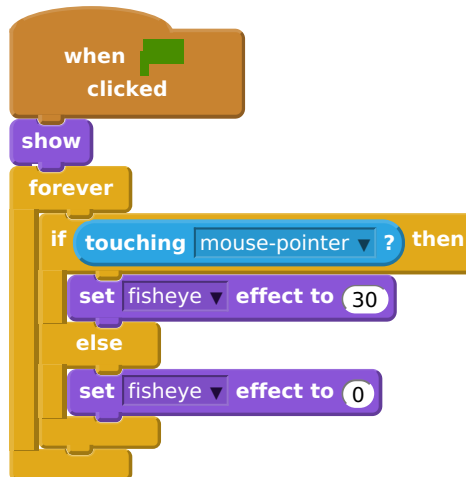 when
clicked
show
forever
if touching mouse-pointer ? then
set fisheye effect to 30
else
set fisheye effect to 0